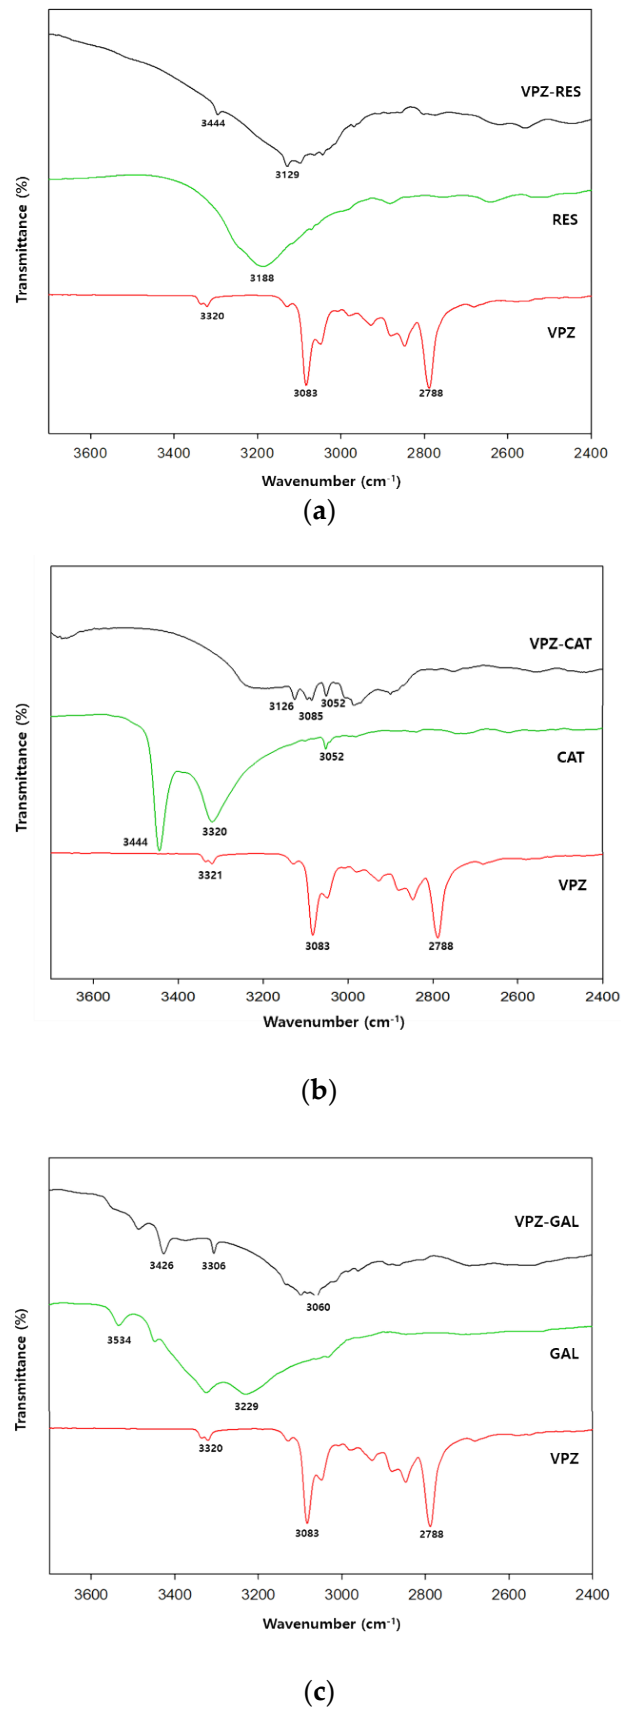 VPZ-RES
3444
3129
RES
3188
3320
VPZ
3083
2788
Transmittance (%)
3600 3400 3200 3000 2800 2600 2400
Wavenumber (cm-1)
(a)
VPZ-CAT
3126
3052
3085
3052
CAT
3444
3320
3321
VPZ
3083
2788
Transmittance (%)
3600 3400 3200 3000 2800 2600 2400
Wavenumber (cm-1)
(b)
VPZ-GAL
3426
3306
3060
3534
GAL
3229
3320
VPZ
3083
2788
Transmittance (%)
3600 3400 3200 3000 2800 2600 2400
Wavenumber (cm-1)
(c)